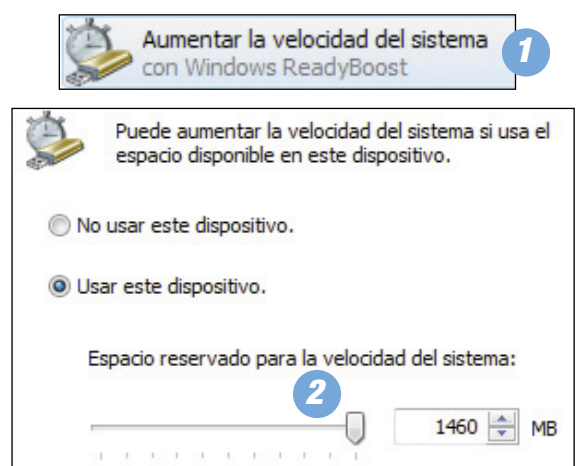 Aumentar la velocidad del sistema
con Windows ReadyBoost
1
Puede aumentar la velocidad del sistema si usa el
espacio disponible en este dispositivo.
No usar este dispositivo.
Usar este dispositivo.
Espacio reservado para la velocidad del sistema:
2
1460 MB